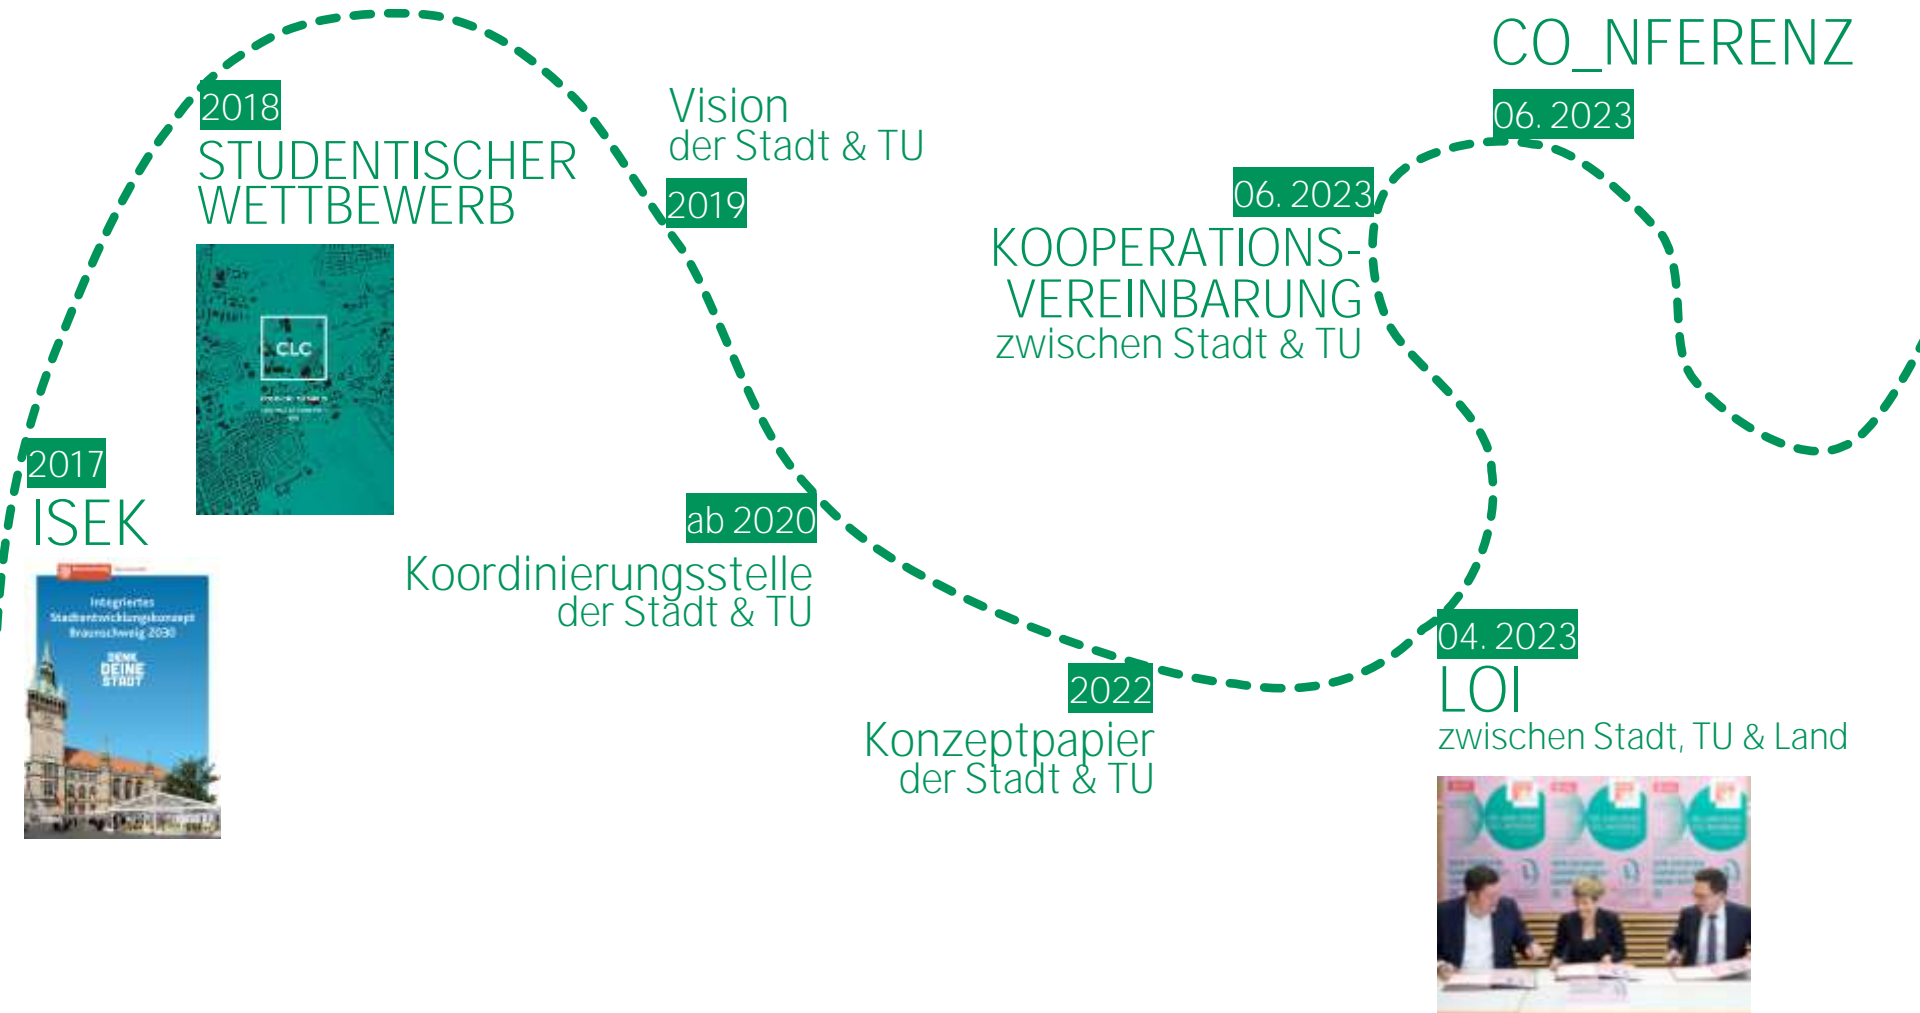 2017
ISEK
Integriertes
Stadtentwicklungskonzept
Braunschweig 2030
DENK
DEINE
STADT
2018
STUDENTISCHER
WETTBEWERB
CLC
Vision
der Stadt & TU
2019
ab 2020
Koordinierungsstelle
der Stadt & TU
2022
Konzeptpapier
der Stadt & TU
04. 2023
LOI
zwischen Stadt, TU & Land
06. 2023
KOOPERATIONS-
VEREINBARUNG
zwischen Stadt & TU
CO_NFERENZ
06. 2023